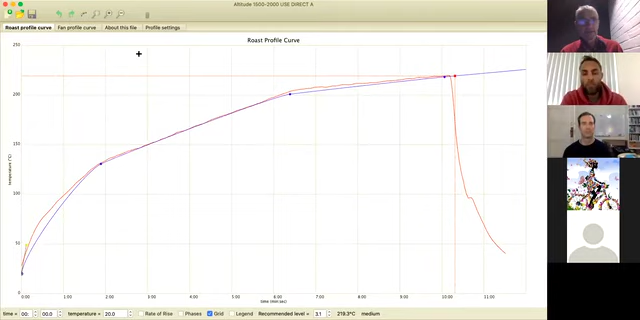 Altitude 1500-2000 USE DIRECT A
Roast profile curve Fan profile curve About this file Profile settings
Roast Profile Curve
250
200
150
100
50
0
temperature (°C)
0:00 1:00 2:00 3:00 4:00 5:00 6:00 7:00 8:00 9:00 10:00 11:00
time (min:sec)
time = 00: 00.0 temperature = 20.0 Rate of Rise Phases Grid Legend Recommended level: 3.1 219.3°C medium